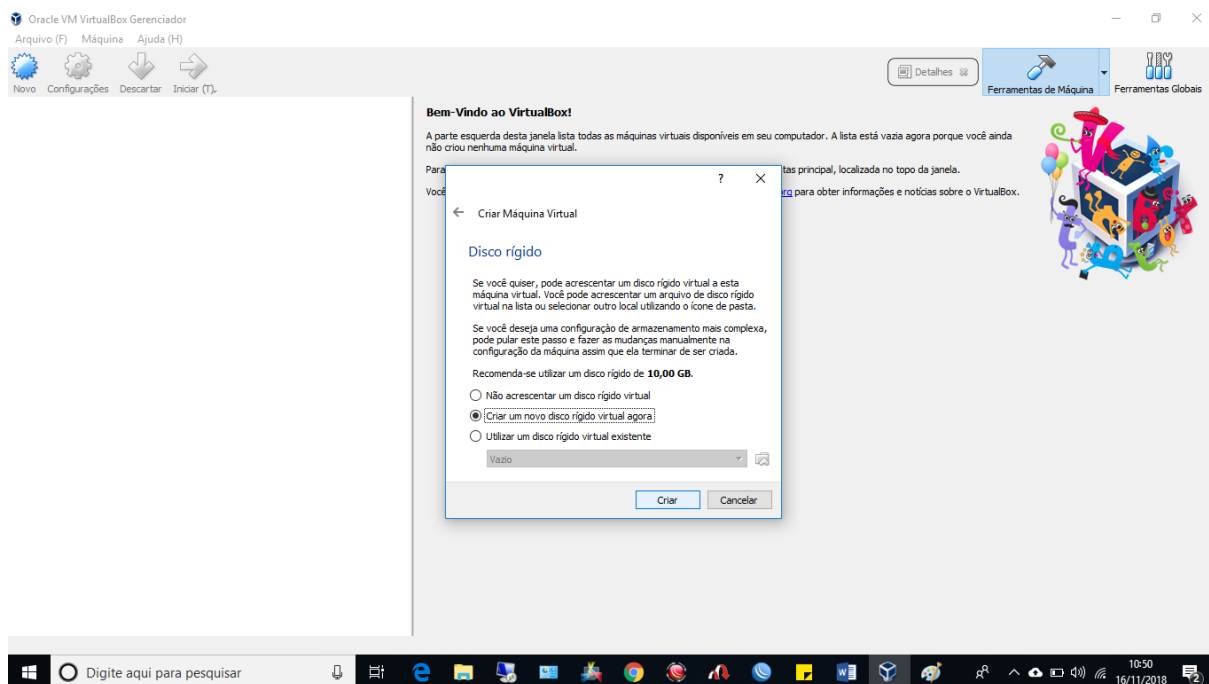 Oracle VM VirtualBox Gerenciador
Arquivo (F) Máquina Ajuda (H)
Novo Configurações Descartar Iniciar (T)
Detalhes
Ferramentas de Máquina
Ferramentas Globais
Bem-Vindo ao VirtualBox!
A parte esquerda desta janela lista todas as máquinas virtuais disponíveis em seu computador. A lista está vazia agora porque você ainda
não criou nenhuma máquina virtual.
Para
tas principal, localizada no topo da janela.
Você
org para obter informações e notícias sobre o VirtualBox.
?
Criar Máquina Virtual
Disco rígido
Se você quiser, pode acrescentar um disco rígido virtual a esta
máquina virtual. Você pode acrescentar um arquivo de disco rígido
virtual na lista ou selecionar outro local utilizando o ícone de pasta.
Se você deseja uma configuração de armazenamento mais complexa,
pode pular este passo e fazer as mudanças manualmente na
configuração da máquina assim que ela terminar de ser criada.
Recomenda-se utilizar um disco rígido de 10,00 GB.
Não acrescentar um disco rígido virtual
Criar um novo disco rígido virtual agora
Utilizar um disco rígido virtual existente
Vazio
Criar
Cancelar
Digite aqui para pesquisar
10:50
16/11/2018
2